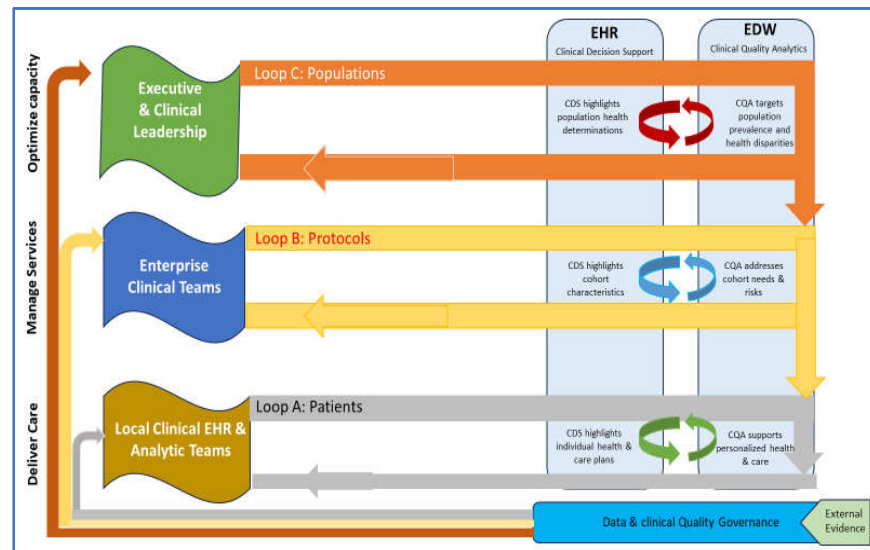 EHR
Clinical Decision Support
EDW
Clinical Quality Analytics
Optimize capacity
Executive
& Clinical
Leadership
Loop C: Populations
CDS highlights
population health
determinations
CQA targets
population
prevalence and
health disparities
Manage Services
Enterprise
Clinical Teams
Loop B: Protocols
CDS highlights
cohort
characteristics
CQA addresses
cohort needs &
risks
Deliver Care
Local Clinical EHR &
Analytic Teams
Loop A: Patients
CDS highlights
individual health &
care plans
CQA supports
personalized health
& care
Data & clinical Quality Governance
External
Evidence